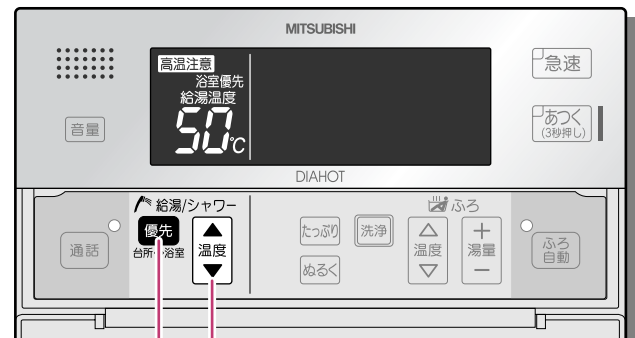 MITSUBISHI
高温注意
浴室優先
給湯温度
50℃
音量
急速
あつく
(3秒押し)
DIAHOT
給湯/シャワー
優先
台所⇔浴室
温度
通話
たっぷり
洗浄
ぬるく
ふろ
温度
湯量
ふろ
自動